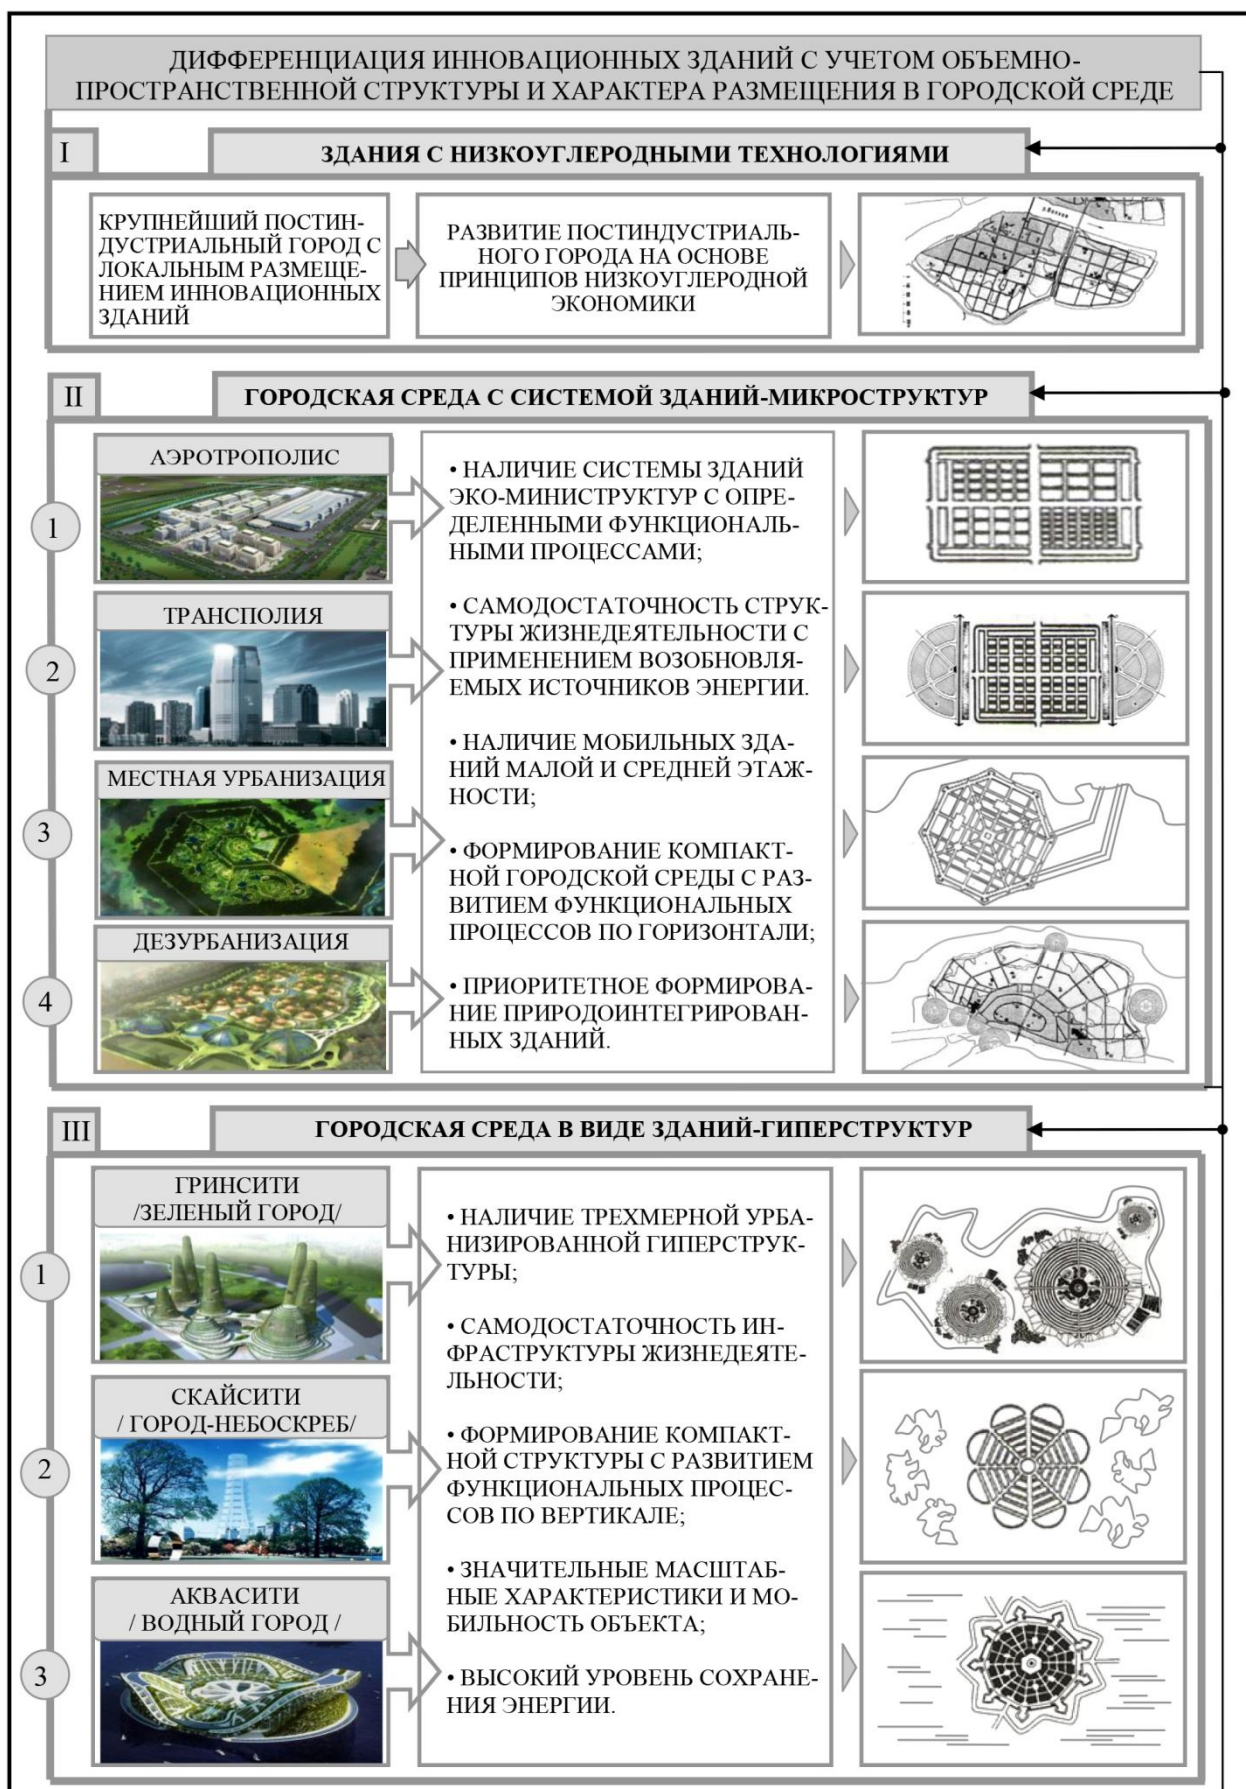 ДИФФЕРЕНЦИАЦИЯ ИННОВАЦИОННЫХ ЗДАНИЙ С УЧЕТОМ ОБЪЕМНО-
ПРОСТРАНСТВЕННОЙ СТРУКТУРЫ И ХАРАКТЕРА РАЗМЕЩЕНИЯ В ГОРОДСКОЙ СРЕДЕ
I
ЗДАНИЯ С НИЗКОУГЛЕРОДНЫМИ ТЕХНОЛОГИЯМИ
КРУПНЕЙШИЙ ПОСТИН-
ДУСТРИАЛЬНЫЙ ГОРОД С
ЛОКАЛЬНЫМ РАЗМЕЩЕ-
НИЕМ ИННОВАЦИОННЫХ
ЗДАНИЙ
РАЗВИТИЕ ПОСТИНДУСТРИАЛЬ-
НОГО ГОРОДА НА ОСНОВЕ
ПРИНЦИПОВ НИЗКОУГЛЕРОДНОЙ
ЭКОНОМИКИ
II
ГОРОДСКАЯ СРЕДА С СИСТЕМОЙ ЗДАНИЙ-МИКРОСТРУКТУР
1
АЭРОТРОПОЛИС
2
ТРАНСПОЛИЯ
3
МЕСТНАЯ УРБАНИЗАЦИЯ
4
ДЕЗУРБАНИЗАЦИЯ
• НАЛИЧИЕ СИСТЕМЫ ЗДАНИЙ
ЭКО-МИНИСТРУКТУР С ОПРЕ-
ДЕЛЕННЫМИ ФУНКЦИОНАЛЬ-
НЫМИ ПРОЦЕССАМИ;
• САМОДОСТАТОЧНОСТЬ СТРУК-
ТУРЫ ЖИЗНЕДЕЯТЕЛЬНОСТИ С
ПРИМЕНЕНИЕМ ВОЗОБНОВЛЯ-
ЕМЫХ ИСТОЧНИКОВ ЭНЕРГИИ.
• НАЛИЧИЕ МОБИЛЬНЫХ ЗДА-
НИЙ МАЛОЙ И СРЕДНЕЙ ЭТАЖ-
НОСТИ;
• ФОРМИРОВАНИЕ КОМПАКТ-
НОЙ ГОРОДСКОЙ СРЕДЫ С РАЗ-
ВИТИЕМ ФУНКЦИОНАЛЬНЫХ
ПРОЦЕССОВ ПО ГОРИЗОНТАЛИ;
• ПРИОРИТЕТНОЕ ФОРМИРОВА-
НИЕ ПРИРОДОИНТЕГРИРОВАН-
НЫХ ЗДАНИЙ.
III
ГОРОДСКАЯ СРЕДА В ВИДЕ ЗДАНИЙ-ГИПЕРСТРУКТУР
1
ГРИНСИТИ
/ЗЕЛЕНЫЙ ГОРОД/
2
СКАЙСИТИ
/ ГОРОД-НЕБОСКРЕБ/
3
АКВАСИТИ
/ ВОДНЫЙ ГОРОД /
• НАЛИЧИЕ ТРЕХМЕРНОЙ УРБА-
НИЗИРОВАННОЙ ГИПЕРСТРУК-
ТУРЫ;
• САМОДОСТАТОЧНОСТЬ ИН-
ФРАСТРУКТУРЫ ЖИЗНЕДЕЯТЕ-
ЛЬНОСТИ;
• ФОРМИРОВАНИЕ КОМПАКТ-
НОЙ СТРУКТУРЫ С РАЗВИТИЕМ
ФУНКЦИОНАЛЬНЫХ ПРОЦЕС-
СОВ ПО ВЕРТИКАЛЕ;
• ЗНАЧИТЕЛЬНЫЕ МАСШТАБ-
НЫЕ ХАРАКТЕРИСТИКИ И МО-
БИЛЬНОСТЬ ОБЪЕКТА;
• ВЫСОКИЙ УРОВЕНЬ СОХРАНЕ-
НИЯ ЭНЕРГИИ.